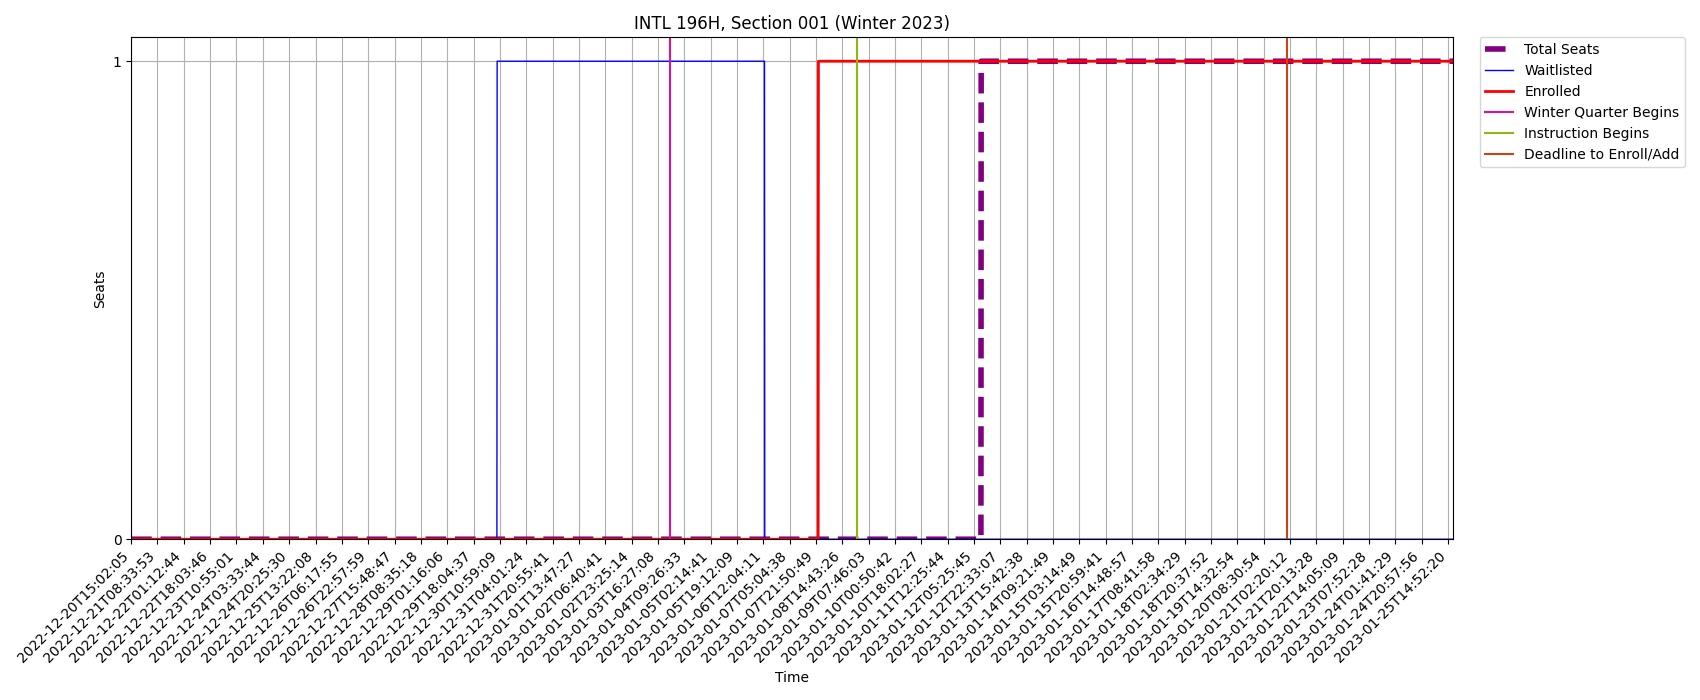 INTL 196H, Section 001 (Winter 2023)
Total Seats
Waitlisted
Enrolled
Winter Quarter Begins
Instruction Begins
Deadline to Enroll/Add
Seats
1
0
2022-12-20T15:02:05
2022-12-21T08:33:53
2022-12-22T01:12:44
2022-12-22T18:03:46
2022-12-23T10:55:01
2022-12-24T03:33:44
2022-12-24T20:25:30
2022-12-25T13:22:08
2022-12-26T06:17:55
2022-12-26T22:57:59
2022-12-27T15:48:47
2022-12-28T08:35:18
2022-12-29T01:16:06
2022-12-29T18:04:37
2022-12-30T10:59:09
2022-12-31T04:01:24
2022-12-31T20:55:41
2023-01-01T13:47:27
2023-01-02T06:40:41
2023-01-02T23:25:14
2023-01-03T16:27:08
2023-01-04T09:26:33
2023-01-05T02:14:41
2023-01-05T19:12:09
2023-01-06T12:04:11
2023-01-07T05:04:38
2023-01-07T21:50:49
2023-01-08T14:43:26
2023-01-09T07:46:03
2023-01-10T00:50:42
2023-01-10T18:02:27
2023-01-11T12:25:44
2023-01-12T05:25:45
2023-01-12T22:33:07
2023-01-13T15:42:38
2023-01-14T09:21:49
2023-01-15T03:14:49
2023-01-15T20:59:41
2023-01-16T14:48:57
2023-01-17T08:41:58
2023-01-18T02:34:29
2023-01-18T20:37:52
2023-01-19T14:32:54
2023-01-20T08:30:54
2023-01-21T02:20:12
2023-01-21T20:13:28
2023-01-22T14:05:09
2023-01-23T07:52:28
2023-01-24T01:41:29
2023-01-24T20:57:56
2023-01-25T14:52:20
Time